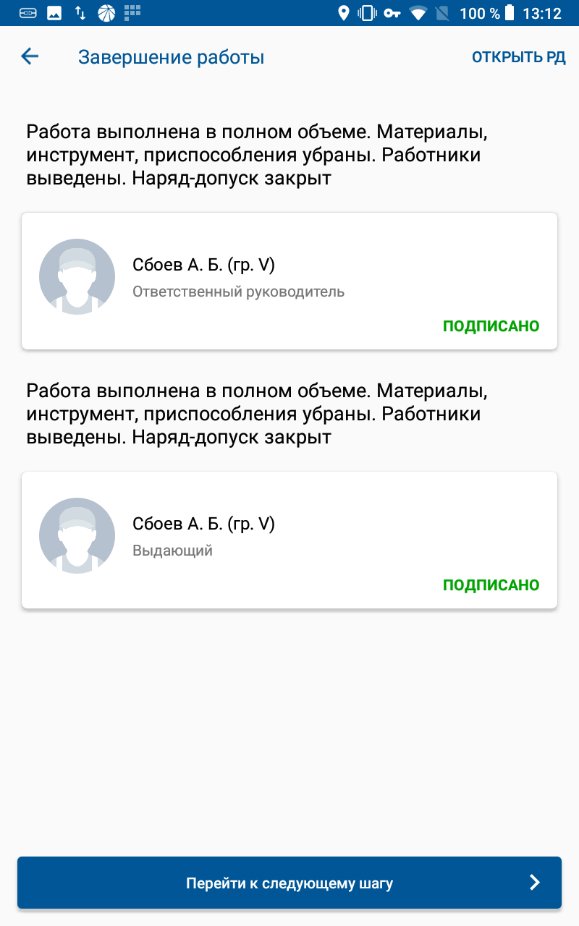 100 % 13:12
Завершение работы
ОТКРЫТЬ РД
Работа выполнена в полном объеме. Материалы,
инструмент, приспособления убраны. Работники
выведены. Наряд-допуск закрыт
Сбоев А. Б. (гр. V)
Ответственный руководитель
ПОДПИСАНО
Работа выполнена в полном объеме. Материалы,
инструмент, приспособления убраны. Работники
выведены. Наряд-допуск закрыт
Сбоев А. Б. (гр. V)
Выдающий
ПОДПИСАНО
Перейти к следующему шагу